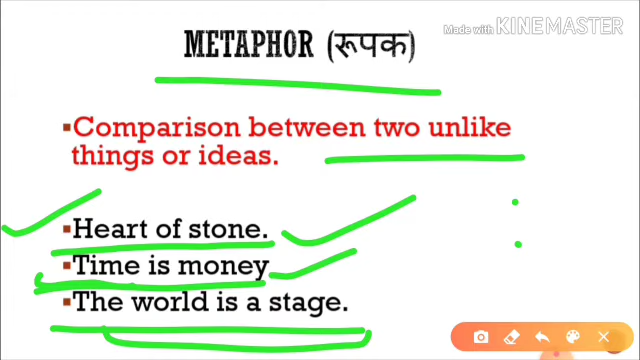 METAPHOR (रूपक)
Made with KINEMASTER
▪Comparison between two unlike
things or ideas.
▪Heart of stone.
▪Time is money
▪The world is a stage.